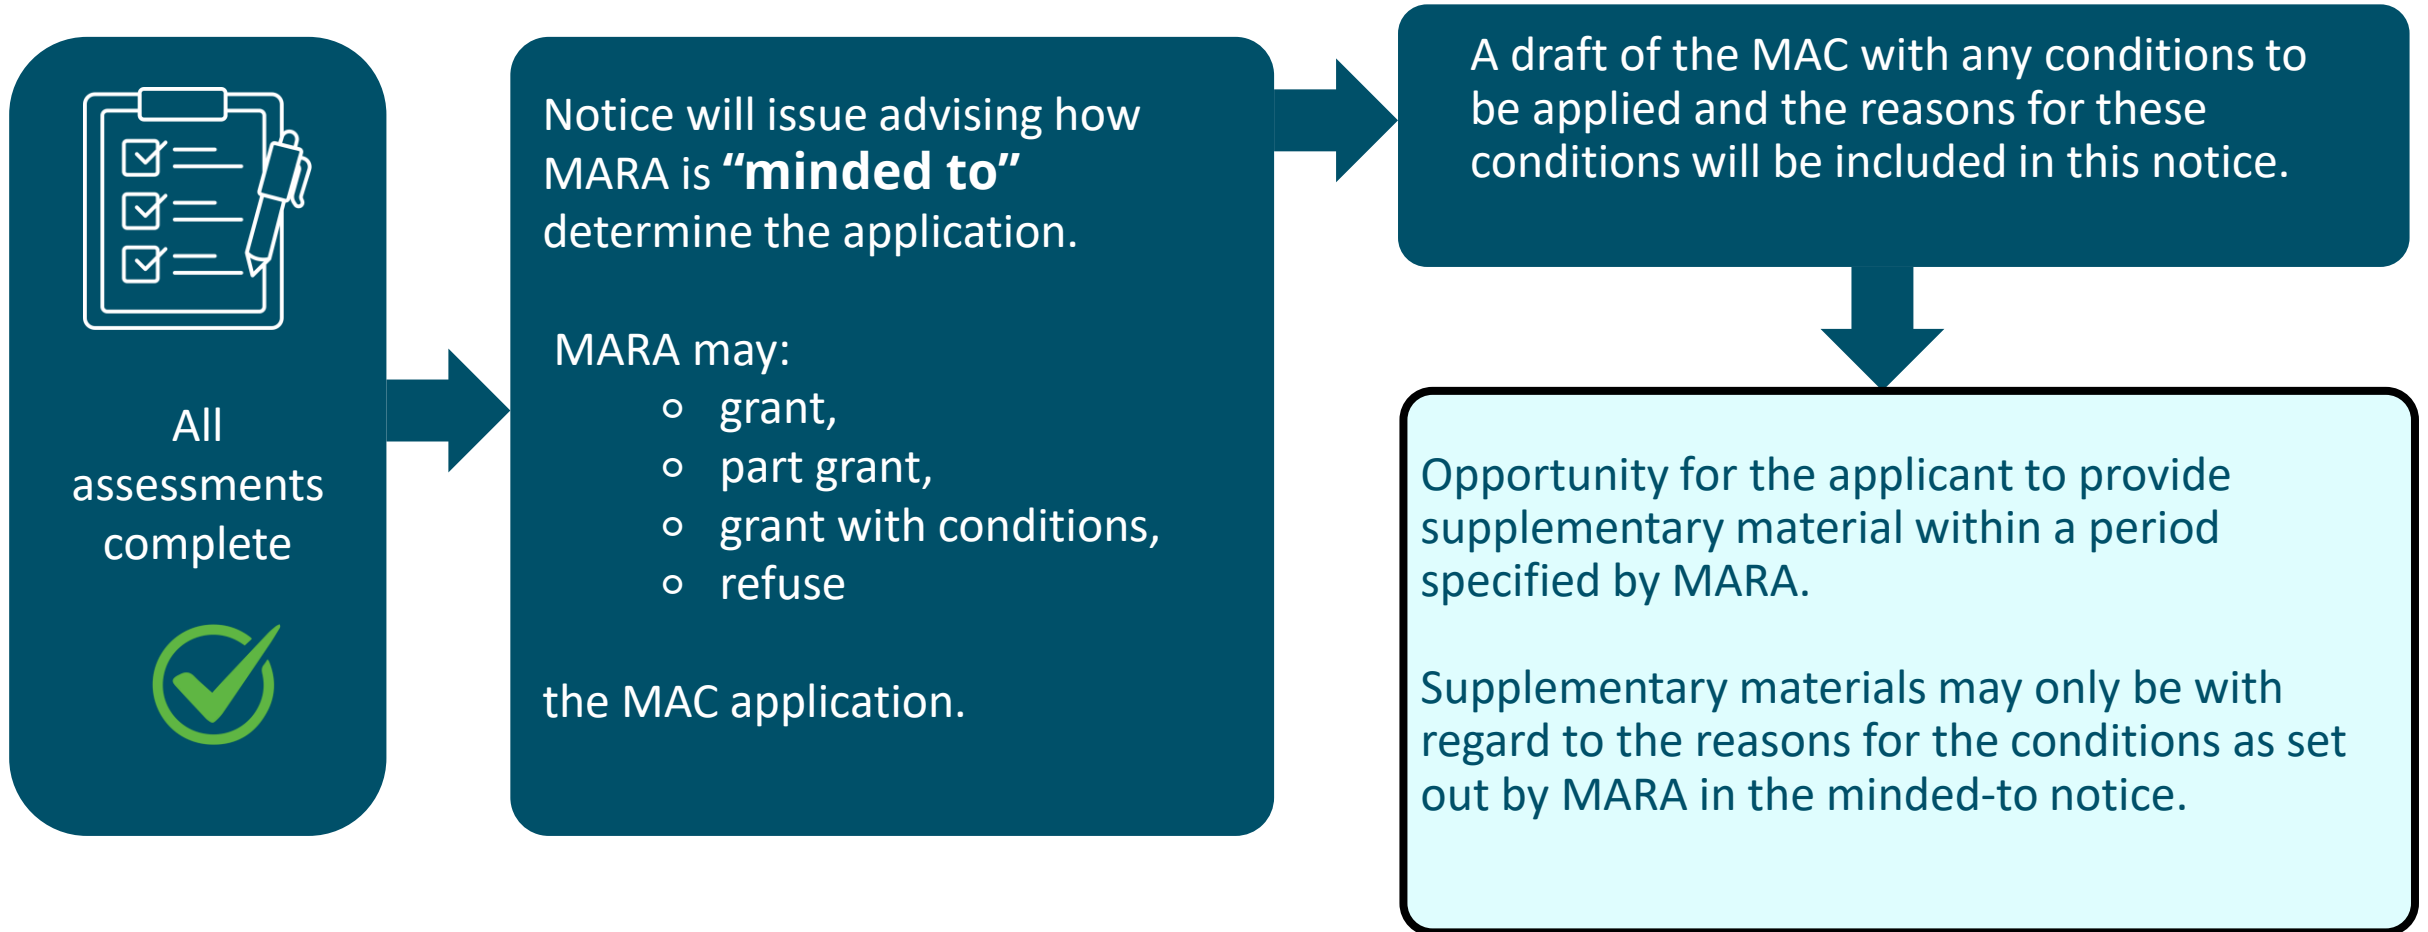 All
assessments
complete
Notice will issue advising how
MARA is “minded to”
determine the application.
MARA may:
○ grant,
○ part grant,
○ grant with conditions,
○ refuse
the MAC application.
A draft of the MAC with any conditions to
be applied and the reasons for these
conditions will be included in this notice.
Opportunity for the applicant to provide
supplementary material within a period
specified by MARA.
Supplementary materials may only be with
regard to the reasons for the conditions as set
out by MARA in the minded-to notice.